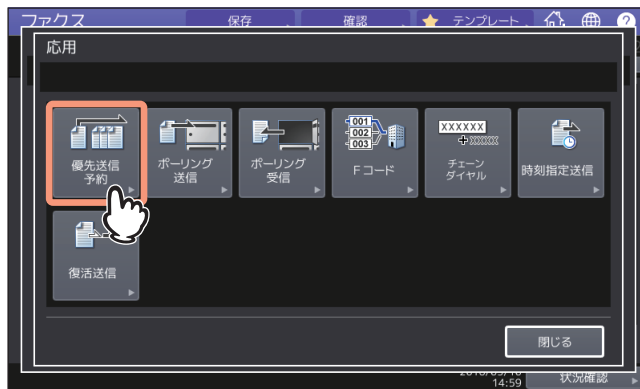 ファクス
保存
確認
テンプレート
?
応用
優先送信
予約
ポーリング
送信
ポーリング
受信
001
002
003
Fコード
XXXXXX
+XXXXXX
チェーン
ダイヤル
時刻指定送信
復活送信
閉じる
14:59
状況確認